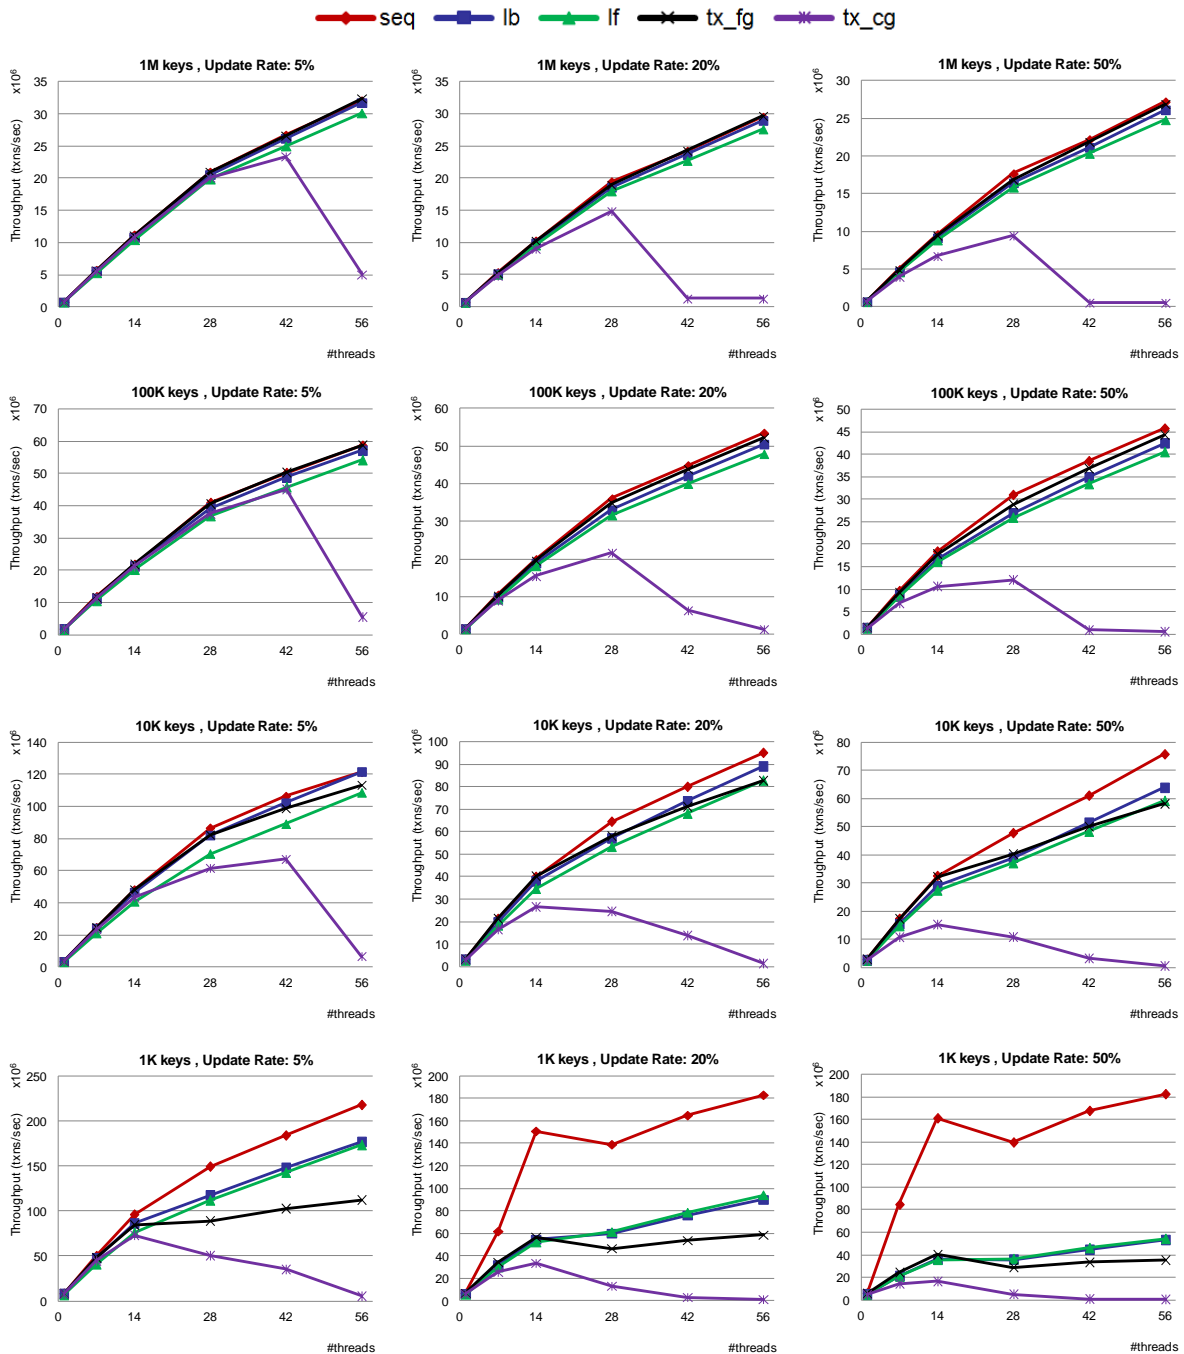 seq lb lf tx_fg tx_cg
1M keys , Update Rate: 5%
x10⁶
Throughput (txns/sec)
35
30
25
20
15
10
5
0
0 14 28 42 56
#threads
1M keys , Update Rate: 20%
x10⁶
Throughput (txns/sec)
35
30
25
20
15
10
5
0
0 14 28 42 56
#threads
1M keys , Update Rate: 50%
x10⁶
Throughput (txns/sec)
30
25
20
15
10
5
0
0 14 28 42 56
#threads
100K keys , Update Rate: 5%
x10⁶
Throughput (txns/sec)
70
60
50
40
30
20
10
0
0 14 28 42 56
#threads
100K keys , Update Rate: 20%
x10⁶
Throughput (txns/sec)
60
50
40
30
20
10
0
0 14 28 42 56
#threads
100K keys , Update Rate: 50%
x10⁶
Throughput (txns/sec)
50
45
40
35
30
25
20
15
10
5
0
0 14 28 42 56
#threads
10K keys , Update Rate: 5%
x10⁶
Throughput (txns/sec)
140
120
100
80
60
40
20
0
0 14 28 42 56
#threads
10K keys , Update Rate: 20%
x10⁶
Throughput (txns/sec)
100
90
80
70
60
50
40
30
20
10
0
0 14 28 42 56
#threads
10K keys , Update Rate: 50%
x10⁶
Throughput (txns/sec)
80
70
60
50
40
30
20
10
0
0 14 28 42 56
#threads
1K keys , Update Rate: 5%
x10⁶
Throughput (txns/sec)
250
200
150
100
50
0
0 14 28 42 56
#threads
1K keys , Update Rate: 20%
x10⁶
Throughput (txns/sec)
200
180
160
140
120
100
80
60
40
20
0
0 14 28 42 56
#threads
1K keys , Update Rate: 50%
x10⁶
Throughput (txns/sec)
200
180
160
140
120
100
80
60
40
20
0
0 14 28 42 56
#threads